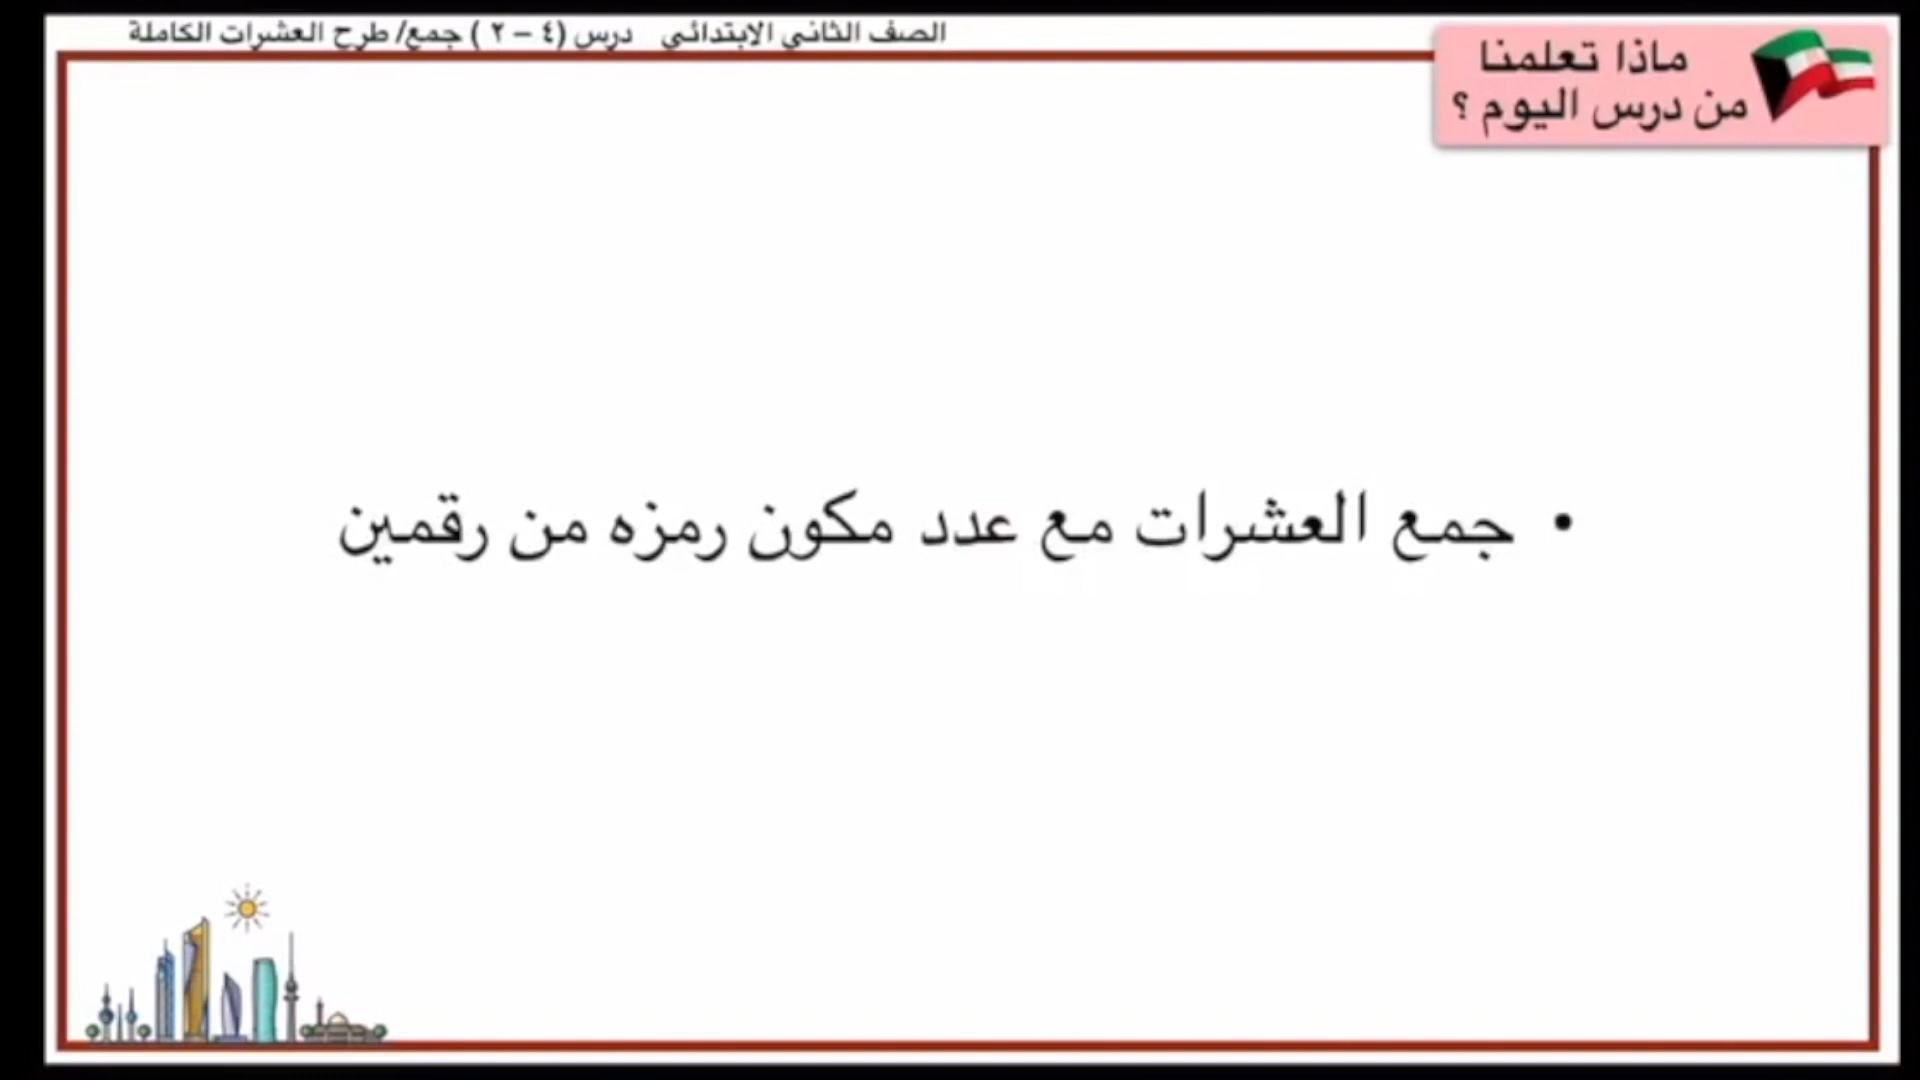 الصف الثاني الابتدائي درس (٤ – ٢ ) جمع/ طرح العشرات الكاملة
ماذا تعلمنا
من درس اليوم ؟
• جمع العشرات مع عدد مكون رمزه من رقمين